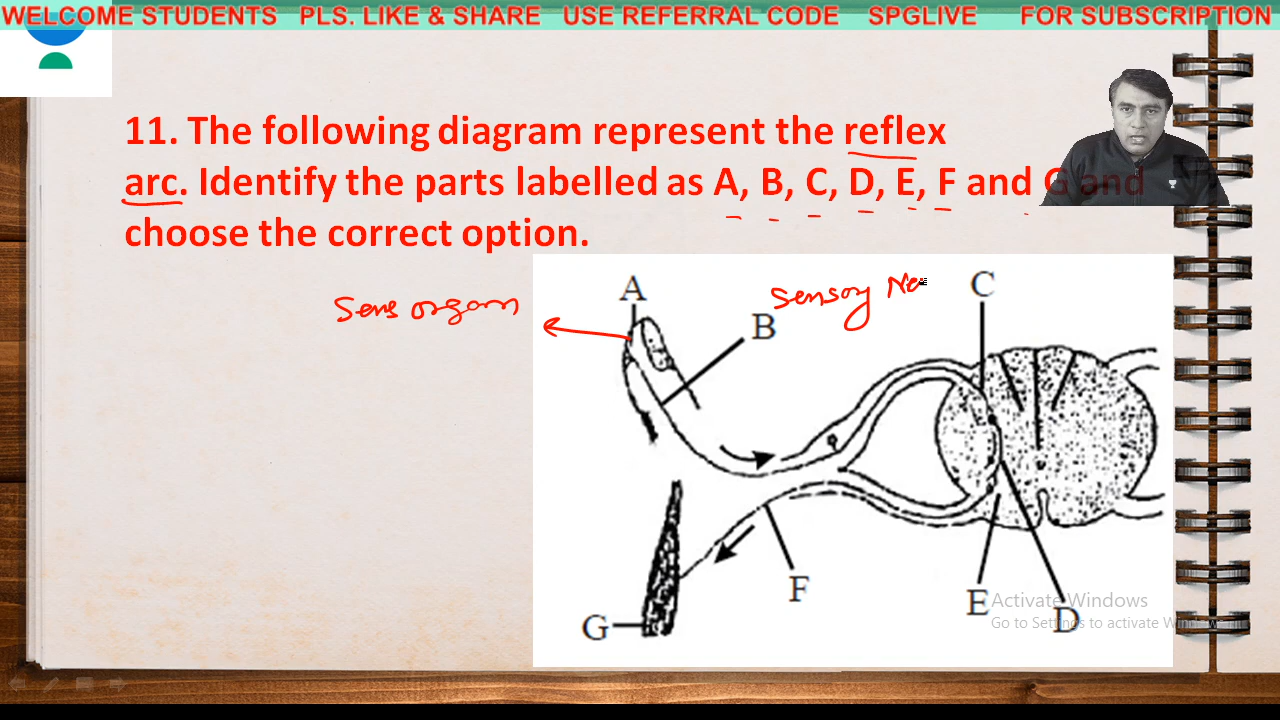 WELCOME STUDENTS PLS. LIKE & SHARE USE REFERRAL CODE SPGLIVE FOR SUBSCRIPTION
11. The following diagram represent the reflex
arc. Identify the parts labelled as A, B, C, D, E, F and G and
choose the correct option.
Sens organ
A
Sensory Ne
C
B
F
E
D
G
Activate Windows
Go to Settings to activate